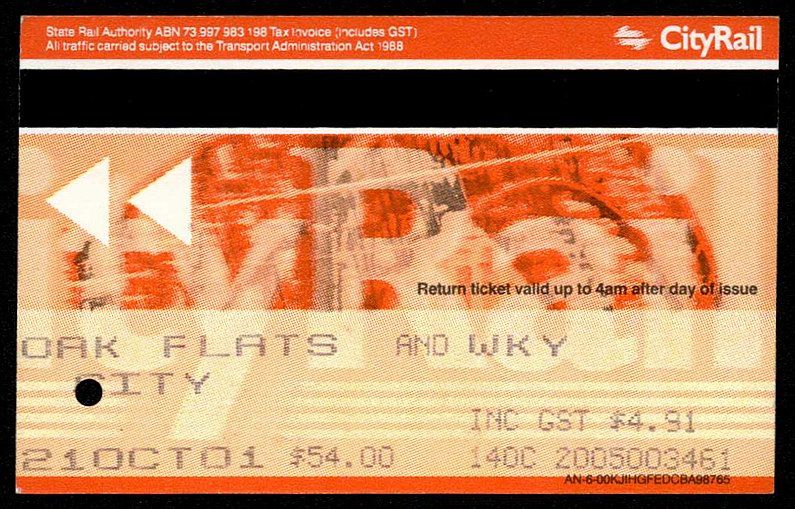 State Rail Authority ABN 73 997 983 198 Tax Invoice (includes GST)
All traffic carried subject to the Transport Administration Act 1988
CityRail
CityRail
Return ticket valid up to 4am after day of issue
OAK FLATS AND WKY
CITY
INC GST $4.91
21OCT01 $54.00 140C 2005003461
AN-6-00KJIHGFEDCBA98765